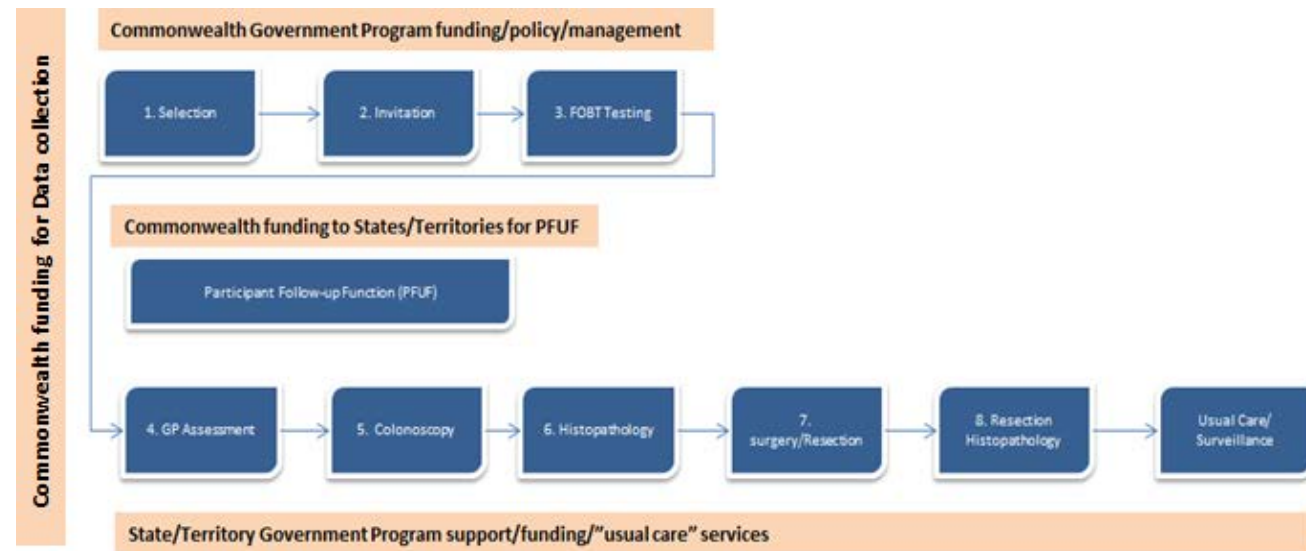 Commonwealth funding for Data collection
Commonwealth Government Program funding/policy/management
1. Selection
2. Invitation
3. FOBT Testing
Commonwealth funding to States/Territories for PFUF
Participant Follow-up Function (PFUF)
4. GP Assessment
5. Colonoscopy
6. Histopathology
7.
surgery/Resection
8. Resection
Histopathology
Usual Care/
Surveillance
State/Territory Government Program support/funding/"usual care" services